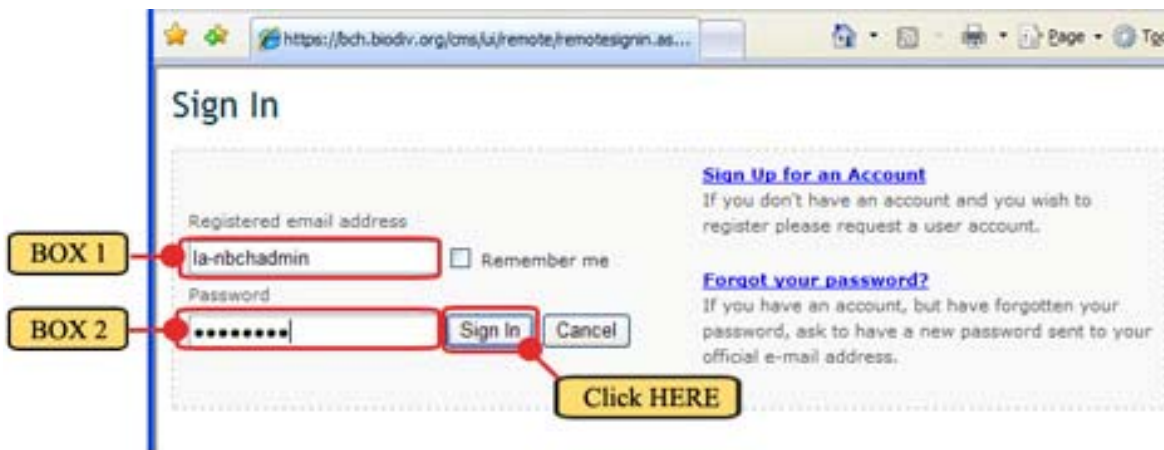 https://bch.biodiv.org/cms/ui/remote/remotesignin.as...
Page
Sign In
Sign Up for an Account
If you don't have an account and you wish to
register please request a user account.
Registered email address
BOX 1
la-nbchadmin
Remember me
Forgot your password?
If you have an account, but have forgotten your
password, ask to have a new password sent to your
official e-mail address.
Password
BOX 2
••••••••
Sign In
Cancel
Click HERE